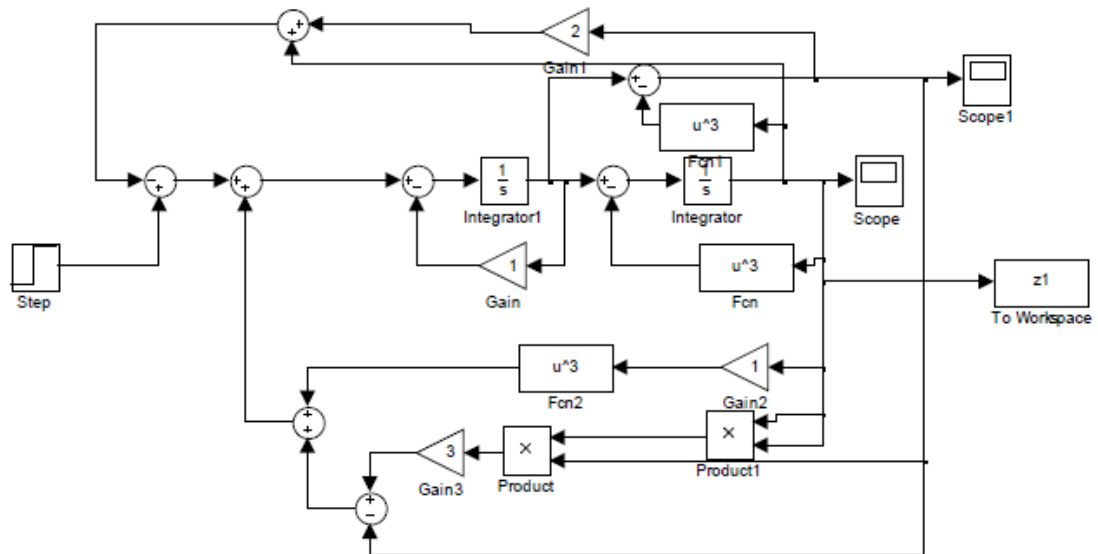 2
Gain1
Scope1
u^3
Fcn1
1
s
Integrator1
1
s
Integrator
Scope
Step
1
Gain
u^3
Fcn
z1
To Workspace
u^3
Fcn2
1
Gain2
3
Gain3
×
Product
×
Product1